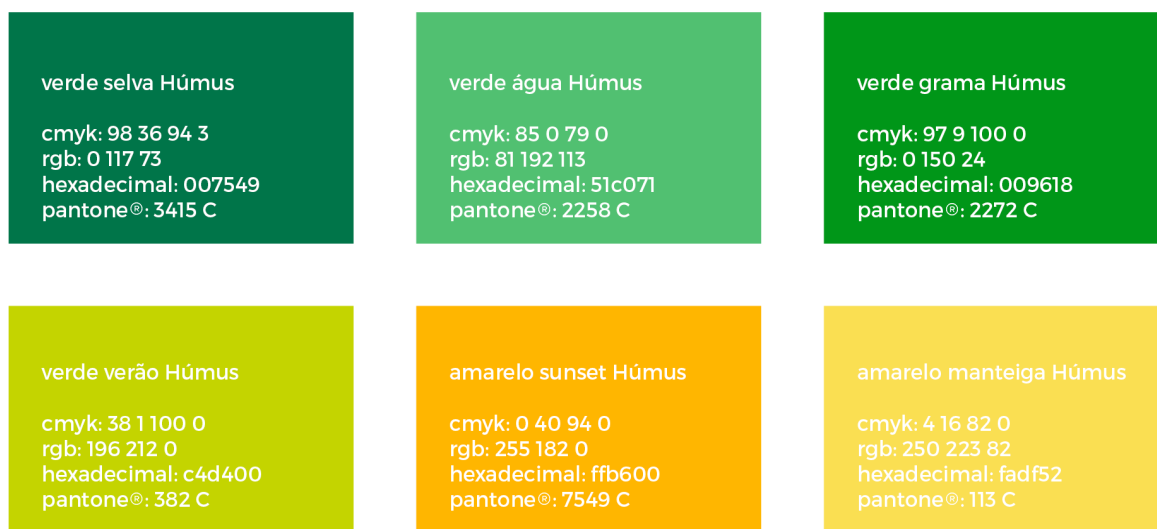 verde selva Húmus
cmyk: 98 36 94 3
rgb: 0 117 73
hexadecimal: 007549
pantone®: 3415 C
verde água Húmus
cmyk: 85 0 79 0
rgb: 81 192 113
hexadecimal: 51c071
pantone®: 2258 C
verde grama Húmus
cmyk: 97 9 100 0
rgb: 0 150 24
hexadecimal: 009618
pantone®: 2272 C
verde verão Húmus
cmyk: 38 1 100 0
rgb: 196 212 0
hexadecimal: c4d400
pantone®: 382 C
amarelo sunset Húmus
cmyk: 0 40 94 0
rgb: 255 182 0
hexadecimal: ffb600
pantone®: 7549 C
amarelo manteiga Húmus
cmyk: 4 16 82 0
rgb: 250 223 82
hexadecimal: fadf52
pantone®: 113 C